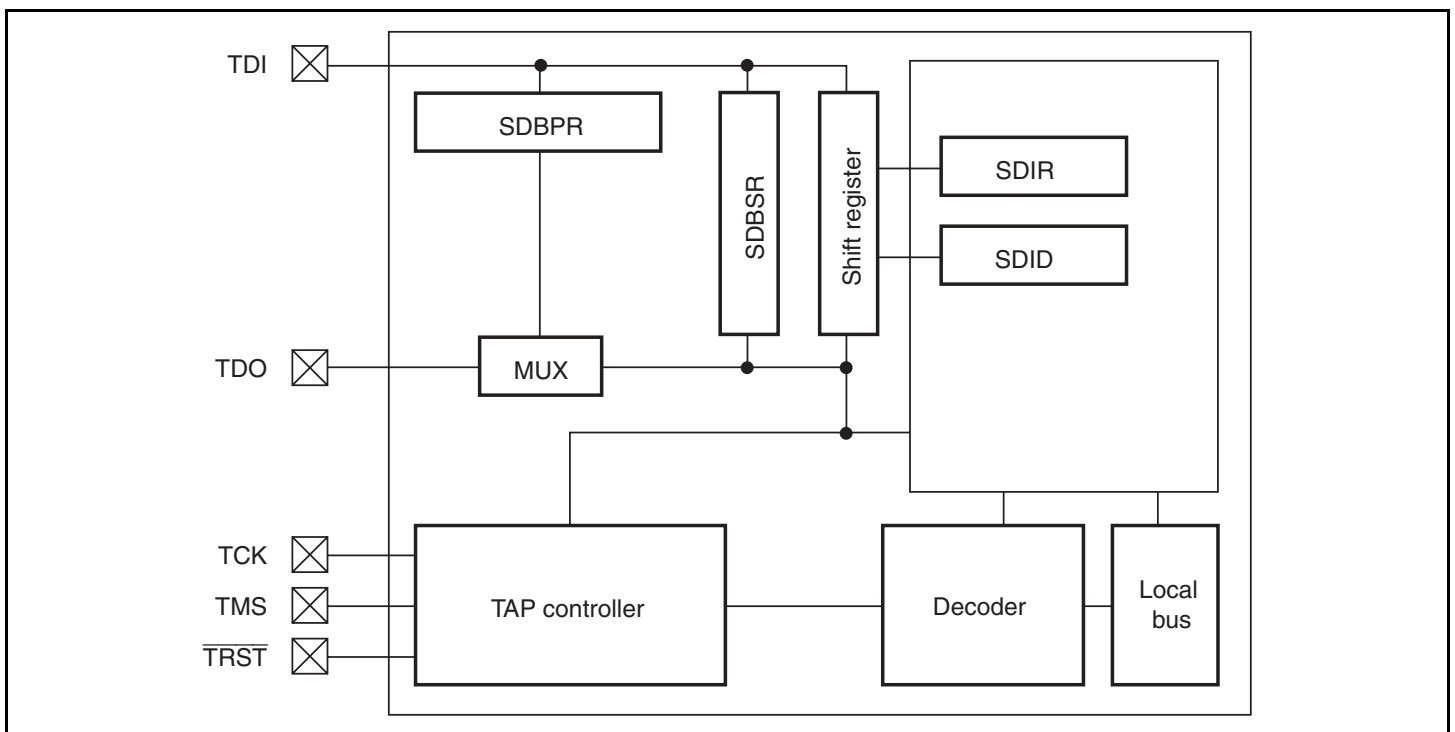 TDI
SDBPR
SDBSR
Shift register
SDIR
SDID
TDO
MUX
TCK
TMS
TRST
TAP controller
Decoder
Local
bus